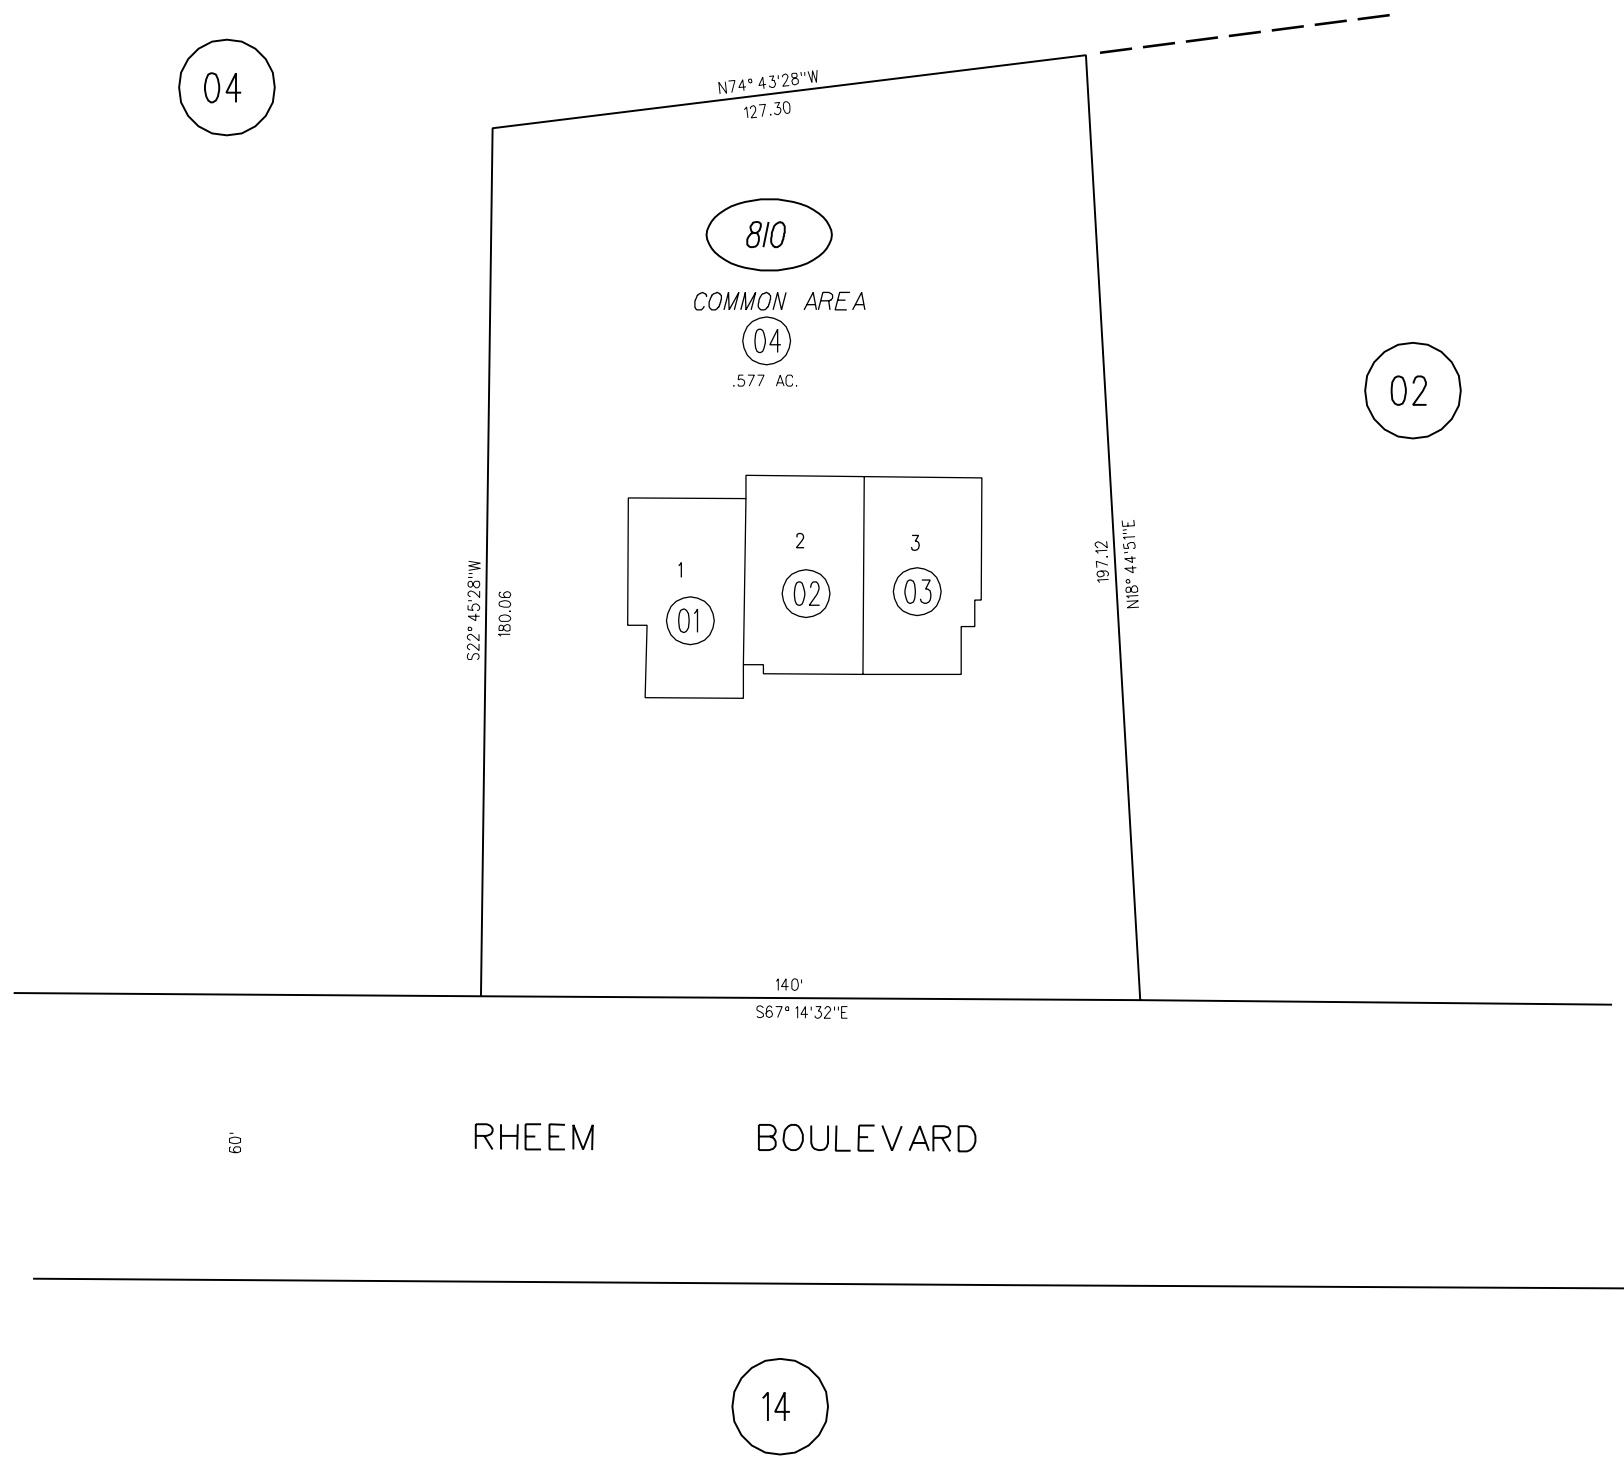 04
N74° 43'28"W
127.30
810
COMMON AREA
04
.577 AC.
02
1
01
2
02
3
03
S22° 45'28"W
180.06
197.12
N18° 44'51"E
140'
S67° 14'32"E
60'
RHEEM BOULEVARD
14